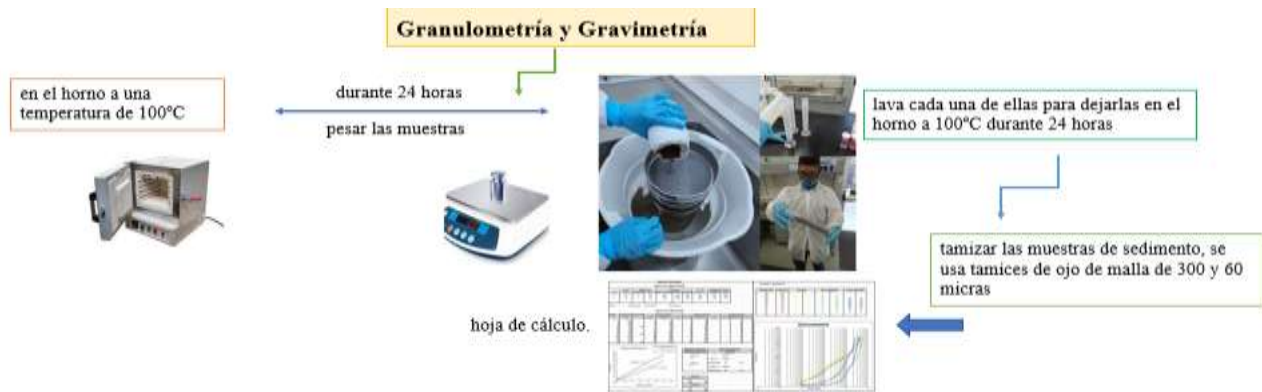 Granulometría y Gravimetría
en el horno a una
temperatura de 100°C
durante 24 horas
pesar las muestras
lava cada una de ellas para dejarlas en el
horno a 100°C durante 24 horas
tamizar las muestras de sedimento, se
usa tamices de ojo de malla de 300 y 60
micras
hoja de cálculo.